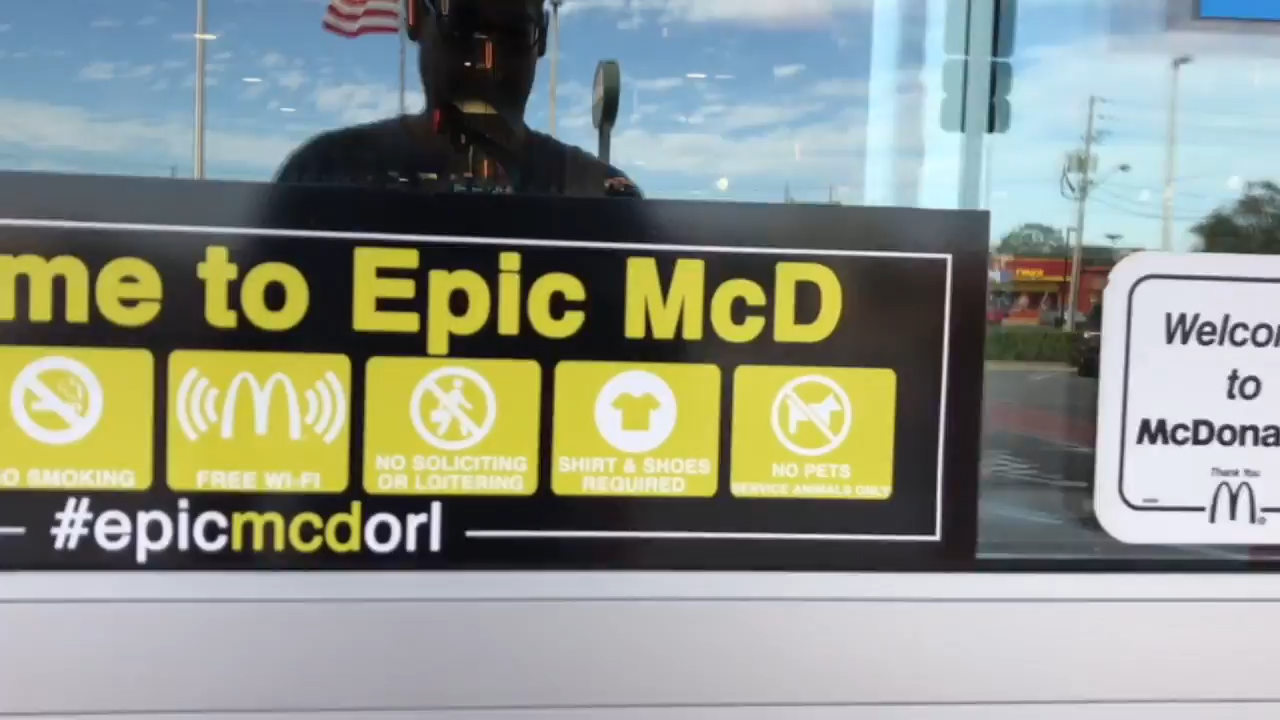 me to Epic McD
O SMOKING
FREE WI-FI
NO SOLICITING
OR LOITERING
SHIRT & SHOES
REQUIRED
NO PETS
SERVICE ANIMALS ONLY
#epicmcdorl
Welco
to
McDona
Thank You